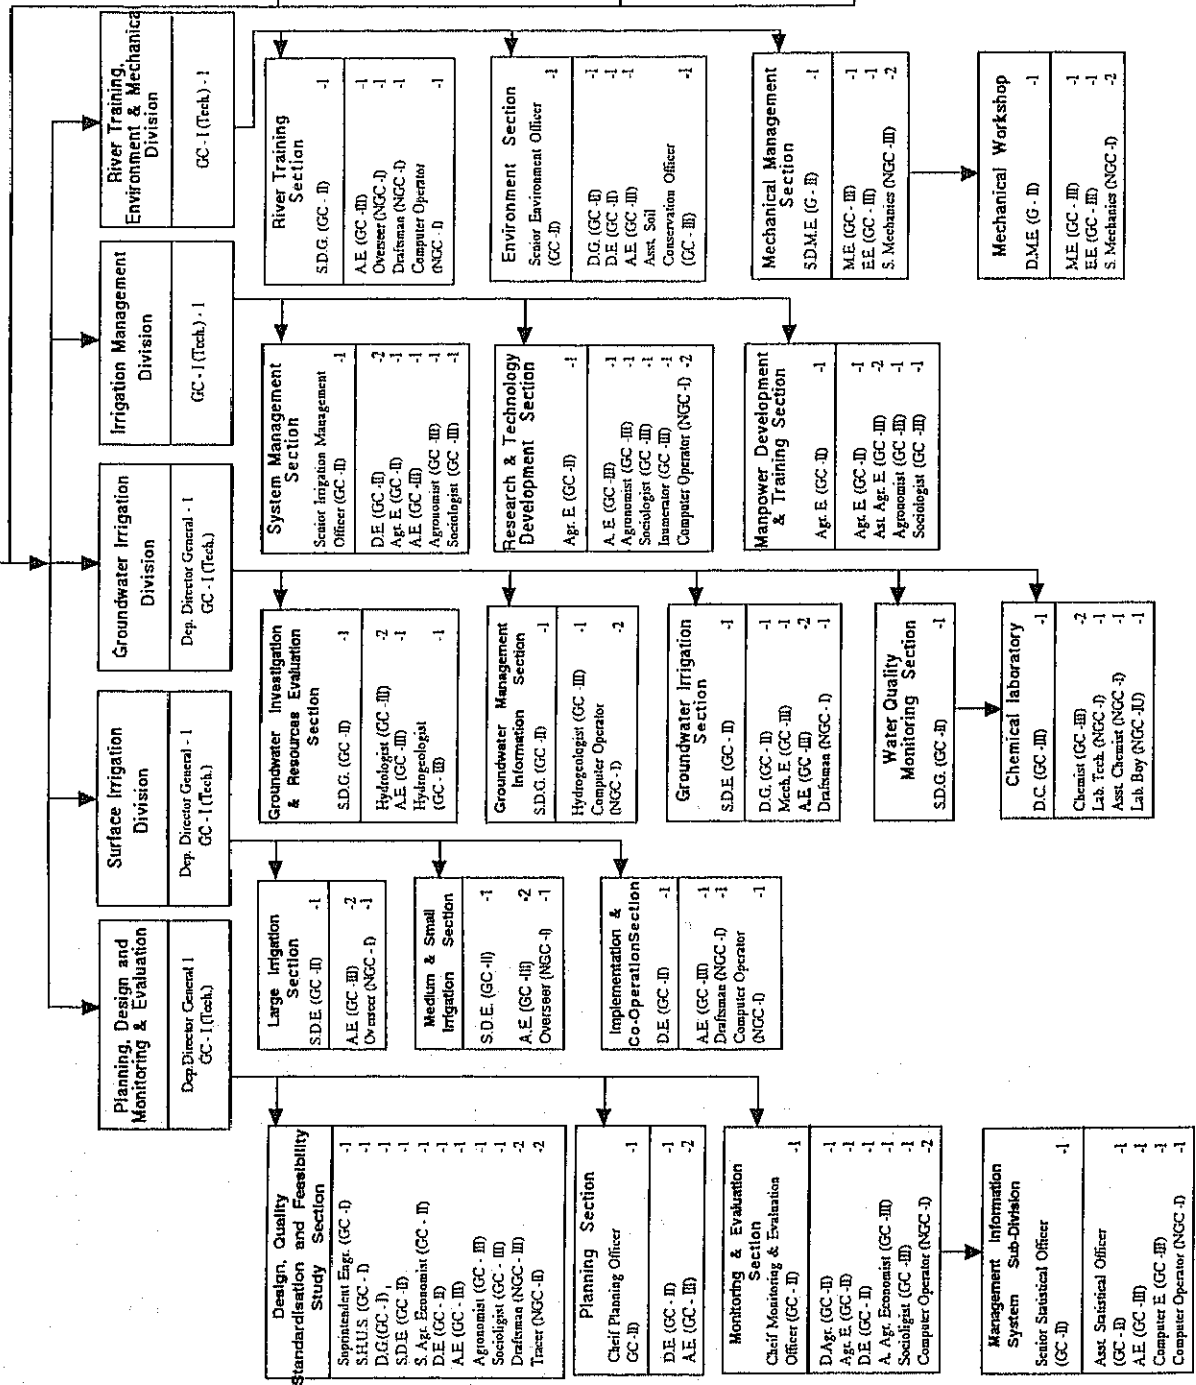 Planning, Design and
Monitoring & Evaluation
Dep.Director General 1
GC - I (Tech.)
Design, Quality
Standardisation and Feesibility
Study Section
Suprintendent Engr. (GC -I) -1
S.H.U.S. (GC - I) -1
D.G.(GC -I), -1
S.D.E. (GC -II) -1
S. Agr. Economist (GC - II) -1
D.E. (GC - II) -1
A.E (GC - III) -1
Agronomist (GC - III) -1
Socioligist (GC - III) -1
Draftsman (NGC - III) -2
Tracer (NGC -II) -2
Planning Section
Cheif Planning Officer
GC -II) -1
D.E. (GC - II) -1
A.E. (GC - III) -2
Monitoring & Evaluation
Section
Cheif Monitoring & Evaluation
Officer (GC - II) -1
D.Agr. (GC -II) -1
Agr. E. (GC -II) -1
D.E (GC - II) -1
A. Agr. Economist (GC -III) -1
Socioligist (GC -III) -1
Computer Operator (NGC -I) -2
Management Information
System Sub-Division
Senior Statistical Officer
(GC -II) -1
Asst. Statistical Officer
(GC - II) -1
A.E. (GC -III) -1
Computer E. (GC -III) -1
Computer Operator (NGC -I) -1
Surface Irrigation
Division
Dep. Director General - 1
GC - I (Tech.)
Large Irrigation
Section
S.D.E. (GC -II) -1
A.E (GC -III) -2
Overseer (NGC - I) -1
Medium & Small
Irrigation Section
S.D.E. (GC -II) -1
A.E. (GC -III) -2
Overseer (NGC -I) -1
Implementation &
Co-OperationSection
D.E. (GC -II) -1
A.E (GC -III) -1
Draftsman (NGC -I) -1
Computer Operator
(NGC -I) -1
Groundwater Irrigation
Division
Dep. Director General - 1
GC - I (Tech.)
Groundwater Investigation
& Resources Evaluation
Section
S.D.G. (GC -II) -1
Hydrologist (GC -III) -2
A.E (GC -III) -1
Hydrogeologist
(GC - III) -1
Groundwater Management
Information Section
S.D.G. (GC -II) -1
Hydrogeologist (GC -III) -1
Computer Operator
(NGC -I) -2
Groundwater Irrigation
Section
S.D.E. (GC - II) -1
D.G. (GC - II) -1
Mech. E (GC -III) -1
A.E (GC -III) -2
Draftsman (NGC - I) -1
Water Quality
Monitoring Section
S.D.G. (GC -II) -1
Chemical laboratory
D.C. (GC -III) -1
Chemist (GC -III) -2
Lab. Tech. (NGC -I) -1
Asst. Chemist (NGC -I) -1
Lab. Boy (NGC -IU) -1
Irrigation Management
Division
GC - I (Tech.) - 1
System Management
Section
Senior Irrigation Management
Officer (GC -II) -1
D.E (GC -II) -2
Agr. E. (GC -II) -1
A.E (GC -III) -1
Agronomist (GC -III) -1
Sociologist (GC -III) -1
Research & Technology
Development Section
Agr. E (GC -II) -1
A. E. (GC -III) -1
Agronomist (GC -III) -1
Sociologist (GC -III) -1
Inumerator (GC -III) -1
Computer Operator (NGC -I) -2
Manpower Development
& Training Section
Agr. E. (GC -II) -1
Agr. E. (GC -II) -1
Ast. Agr. E. (GC -III) -2
Agronomist (GC -III) -1
Sociologist (GC -III) -1
River Training,
Environment & Mechanical
Division
GC - I (Tech.) - 1
River Training
Section
S.D.G. (GC - II) -1
A.E (GC -III) -1
Overseer (NGC -I) -1
Draftsman (NGC -I) -1
Computer Operator
(NGC - I) -1
Environment Section
Senior Environment Officer
(GC -II) -1
D.G. (GC -II) -1
D.E (GC -II) -1
A.E (GC -III) -1
Asst. Soil
Conservation Officer
(GC - III) -1
Mechanical Management
Section
S.D.M.E. (G - II) -1
M.E. (GC -III) -1
E.E. (GC - III) -1
S. Mechanics (NGC -III) -2
Mechanical Workshop
D.M.E. (G - II) -1
M.E. (GC -III) -1
E.E. (GC - III) -1
S. Mechanics (NGC -I) -2